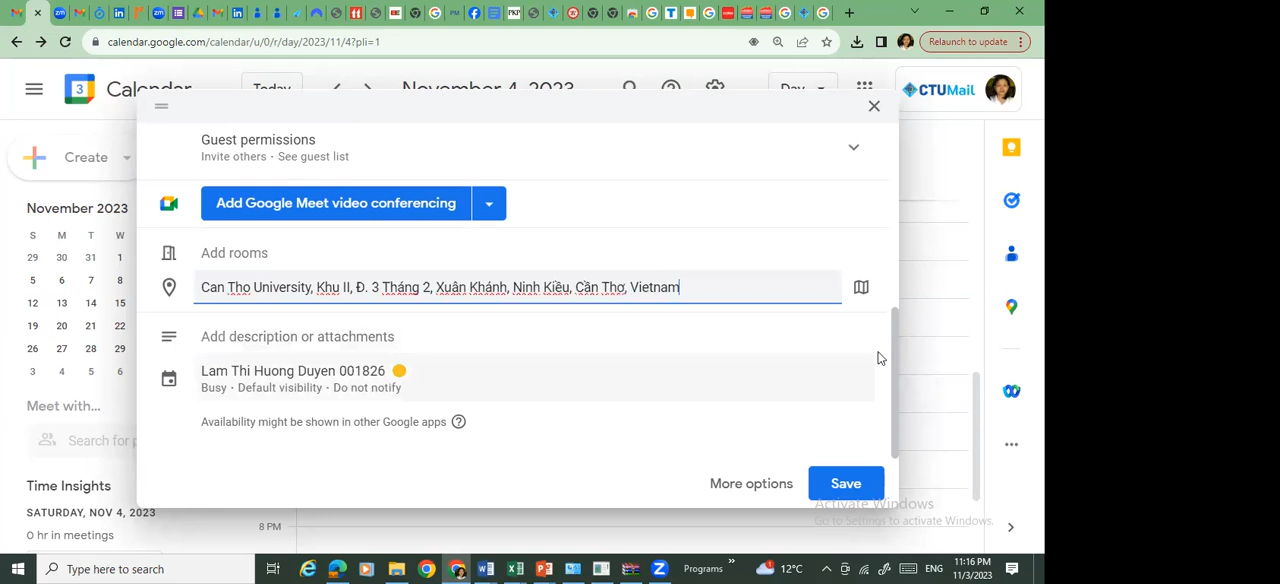 calendar.google.com/calendar/u/0/r/day/2023/11/4?pli=1
Relaunch to update
3
Calendar
Today
November 4, 2023
Day
CTUMail
Create
Guest permissions
Invite others · See guest list
Add Google Meet video conferencing
November 2023
S M T W
29 30 31 1
5 6 7 8
12 13 14 15
19 20 21 22
26 27 28 29
3 4 5 6
Add rooms
Can Tho University, Khu II, Đ. 3 Tháng 2, Xuân Khánh, Ninh Kiều, Cần Thơ, Vietnam
Add description or attachments
Lam Thi Huong Duyen 001826
Busy · Default visibility · Do not notify
Availability might be shown in other Google apps
Meet with...
Search for p
Time Insights
SATURDAY, NOV 4, 2023
0 hr in meetings
More options
Save
8 PM
Activate Windows
Go to Settings to activate Windows.
Type here to search
Programs
12°C
ENG
11:16 PM
11/3/2023